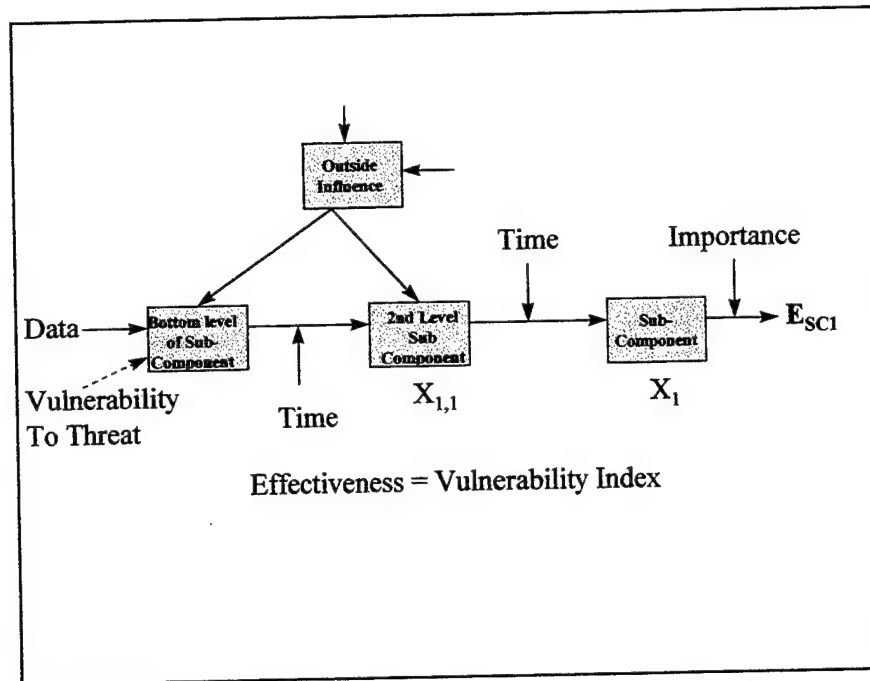 Outside
Influence
Time
Importance
Data
Bottom level
of Sub-
Component
2nd Level
Sub
Component
Sub-
Component
E_SC1
Vulnerability
To Threat
Time
X_1,1
X_1
Effectiveness = Vulnerability Index